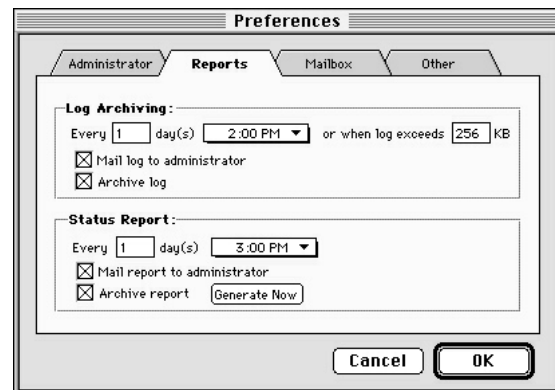 Preferences
Administrator Reports Mailbox Other
Log Archiving:
Every 1 day(s) 2:00 PM or when log exceeds 256 KB
Mail log to administrator
Archive log
Status Report:
Every 1 day(s) 3:00 PM
Mail report to administrator
Archive report Generate Now
Cancel OK